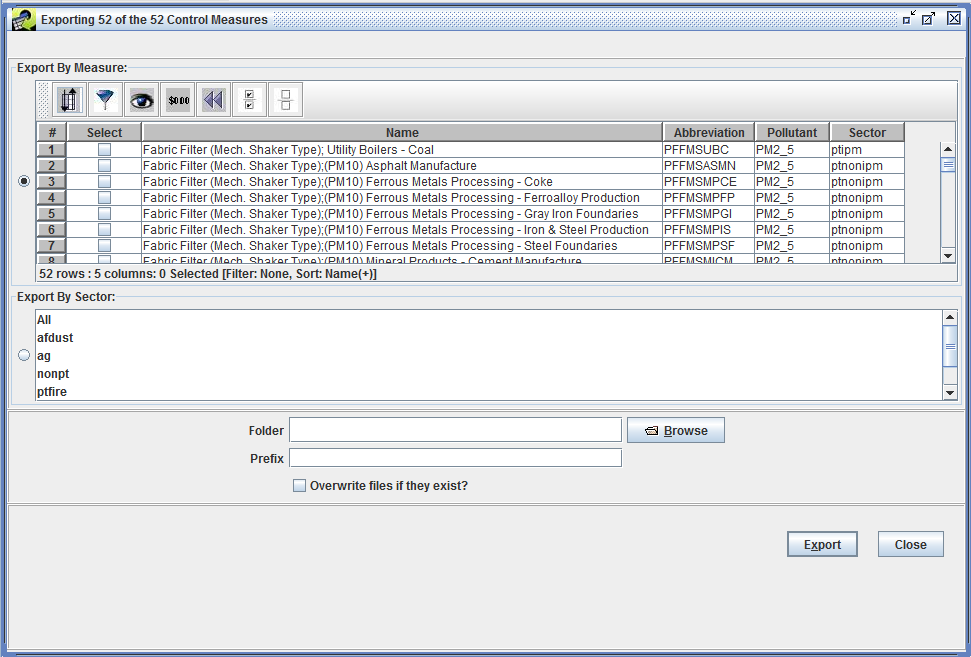 Exporting 52 of the 52 Control Measures
Export By Measure:
$000
# Select Name Abbreviation Pollutant Sector
1 Fabric Filter (Mech. Shaker Type); Utility Boilers - Coal PFFMSUBC PM2_5 ptipm
2 Fabric Filter (Mech. Shaker Type);(PM10) Asphalt Manufacture PFFMSASMN PM2_5 ptnonipm
3 Fabric Filter (Mech. Shaker Type);(PM10) Ferrous Metals Processing - Coke PFFMSMPCE PM2_5 ptnonipm
4 Fabric Filter (Mech. Shaker Type);(PM10) Ferrous Metals Processing - Ferroalloy Production PFFMSMPFP PM2_5 ptnonipm
5 Fabric Filter (Mech. Shaker Type);(PM10) Ferrous Metals Processing - Gray Iron Foundaries PFFMSMPGI PM2_5 ptnonipm
6 Fabric Filter (Mech. Shaker Type);(PM10) Ferrous Metals Processing - Iron & Steel Production PFFMSMPIS PM2_5 ptnonipm
7 Fabric Filter (Mech. Shaker Type);(PM10) Ferrous Metals Processing - Steel Foundaries PFFMSMPSF PM2_5 ptnonipm
8 Fabric Filter (Mech. Shaker Type);(PM10) Mineral Products - Cement Manufacture PFFMSMICM PM2_5 ptnonipm
52 rows : 5 columns: 0 Selected [Filter: None, Sort: Name(+)]
Export By Sector:
All
afdust
ag
nonpt
ptfire
Folder Browse
Prefix
Overwrite files if they exist?
Export Close